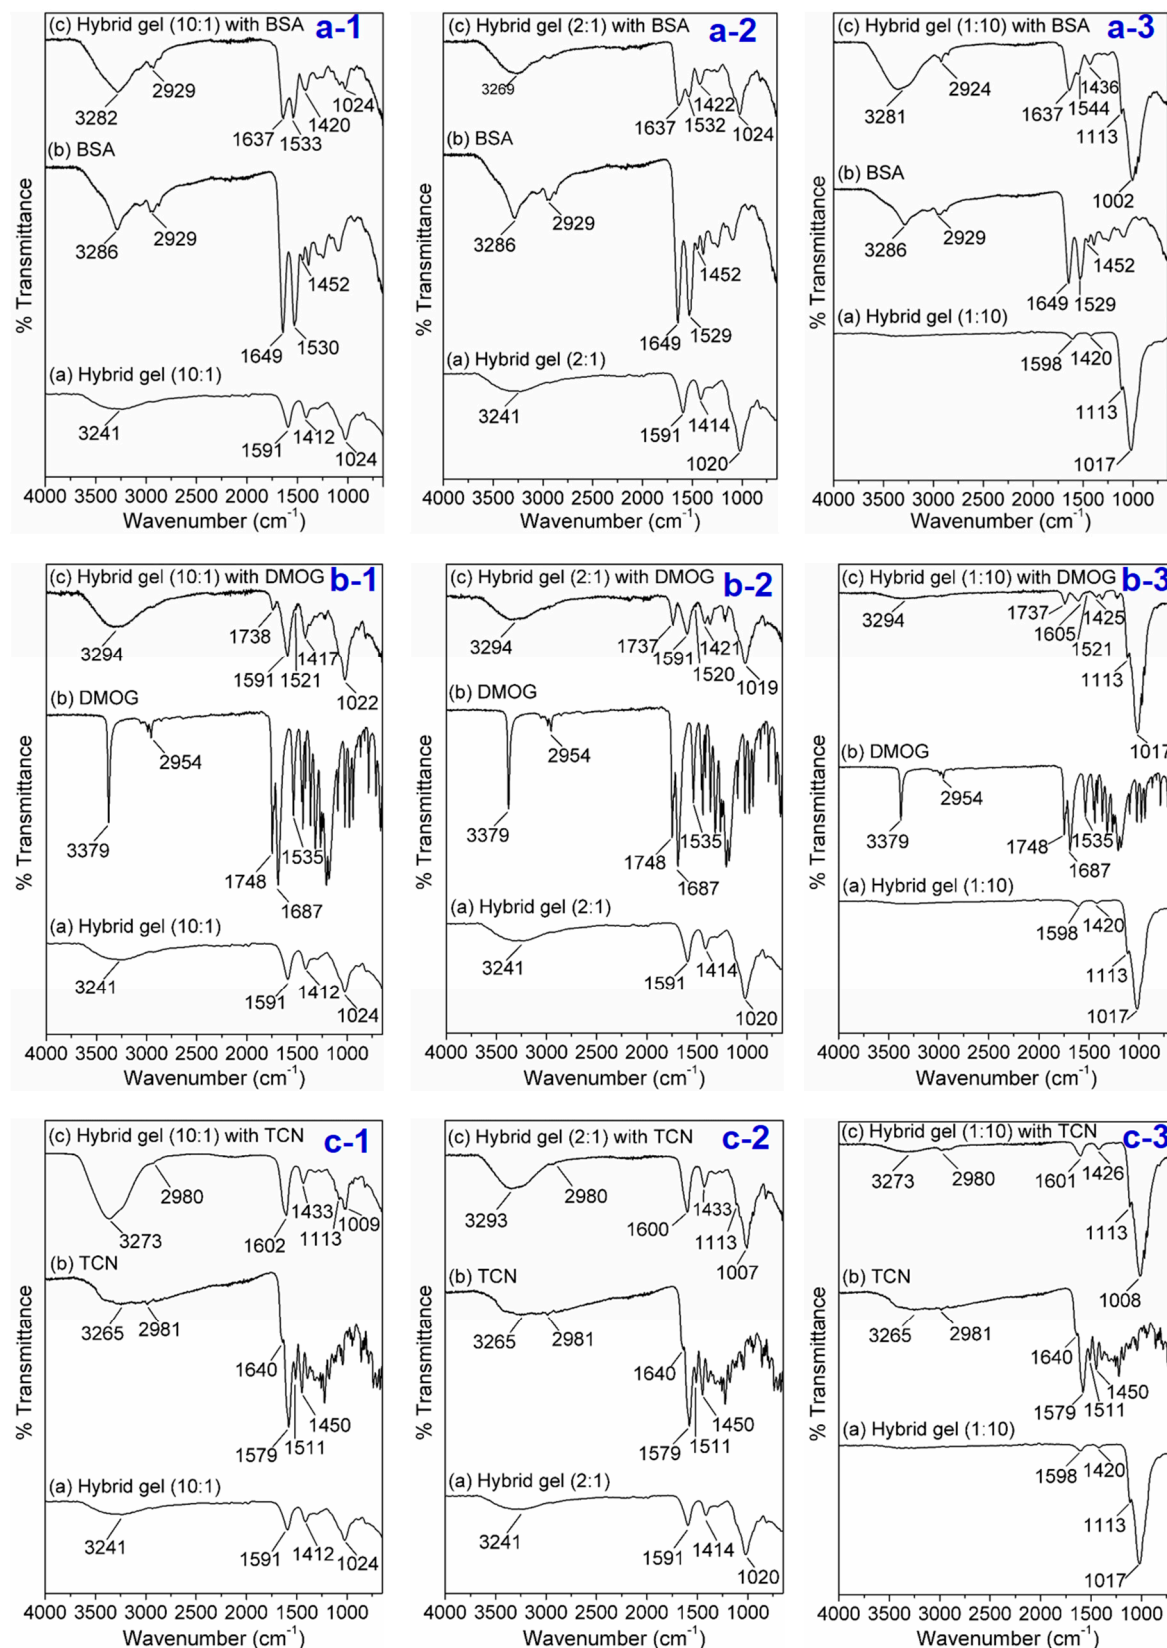 a-1
(c) Hybrid gel (10:1) with BSA
3282
2929
1637
1533
1420
1024
(b) BSA
3286
2929
1649
1530
1452
(a) Hybrid gel (10:1)
3241
1591
1412
1024
% Transmittance
4000 3500 3000 2500 2000 1500 1000
Wavenumber (cm⁻¹)
a-2
(c) Hybrid gel (2:1) with BSA
3269
1637
1532
1422
1024
(b) BSA
3286
2929
1649
1529
1452
(a) Hybrid gel (2:1)
3241
1591
1414
1020
% Transmittance
4000 3500 3000 2500 2000 1500 1000
Wavenumber (cm⁻¹)
a-3
(c) Hybrid gel (1:10) with BSA
3281
2924
1637
1544
1436
1113
1002
(b) BSA
3286
2929
1649
1529
1452
(a) Hybrid gel (1:10)
1598
1420
1113
1017
% Transmittance
4000 3500 3000 2500 2000 1500 1000
Wavenumber (cm⁻¹)
b-1
(c) Hybrid gel (10:1) with DMOG
3294
1738
1591
1521
1417
1022
(b) DMOG
3379
2954
1748
1687
1535
(a) Hybrid gel (10:1)
3241
1591
1412
1024
% Transmittance
4000 3500 3000 2500 2000 1500 1000
Wavenumber (cm⁻¹)
b-2
(c) Hybrid gel (2:1) with DMOG
3294
1737
1591
1520
1421
1019
(b) DMOG
3379
2954
1748
1687
1535
(a) Hybrid gel (2:1)
3241
1591
1414
1020
% Transmittance
4000 3500 3000 2500 2000 1500 1000
Wavenumber (cm⁻¹)
b-3
(c) Hybrid gel (1:10) with DMOG
3294
1737
1605
1521
1425
1113
1017
(b) DMOG
3379
2954
1748
1687
1535
(a) Hybrid gel (1:10)
1598
1420
1113
1017
% Transmittance
4000 3500 3000 2500 2000 1500 1000
Wavenumber (cm⁻¹)
c-1
(c) Hybrid gel (10:1) with TCN
3273
2980
1602
1433
1113
1009
(b) TCN
3265
2981
1640
1579
1511
1450
(a) Hybrid gel (10:1)
3241
1591
1412
1024
% Transmittance
4000 3500 3000 2500 2000 1500 1000
Wavenumber (cm⁻¹)
c-2
(c) Hybrid gel (2:1) with TCN
3293
2980
1600
1433
1113
1007
(b) TCN
3265
2981
1640
1579
1511
1450
(a) Hybrid gel (2:1)
3241
1591
1414
1020
% Transmittance
4000 3500 3000 2500 2000 1500 1000
Wavenumber (cm⁻¹)
c-3
(c) Hybrid gel (1:10) with TCN
3273
2980
1601
1426
1113
1008
(b) TCN
3265
2981
1640
1579
1511
1450
(a) Hybrid gel (1:10)
1598
1420
1113
1017
% Transmittance
4000 3500 3000 2500 2000 1500 1000
Wavenumber (cm⁻¹)